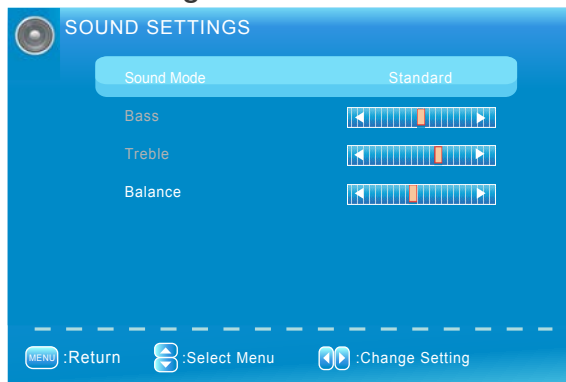 SOUND SETTINGS
Sound Mode Standard
Bass
Treble
Balance
MENU :Return :Select Menu :Change Setting